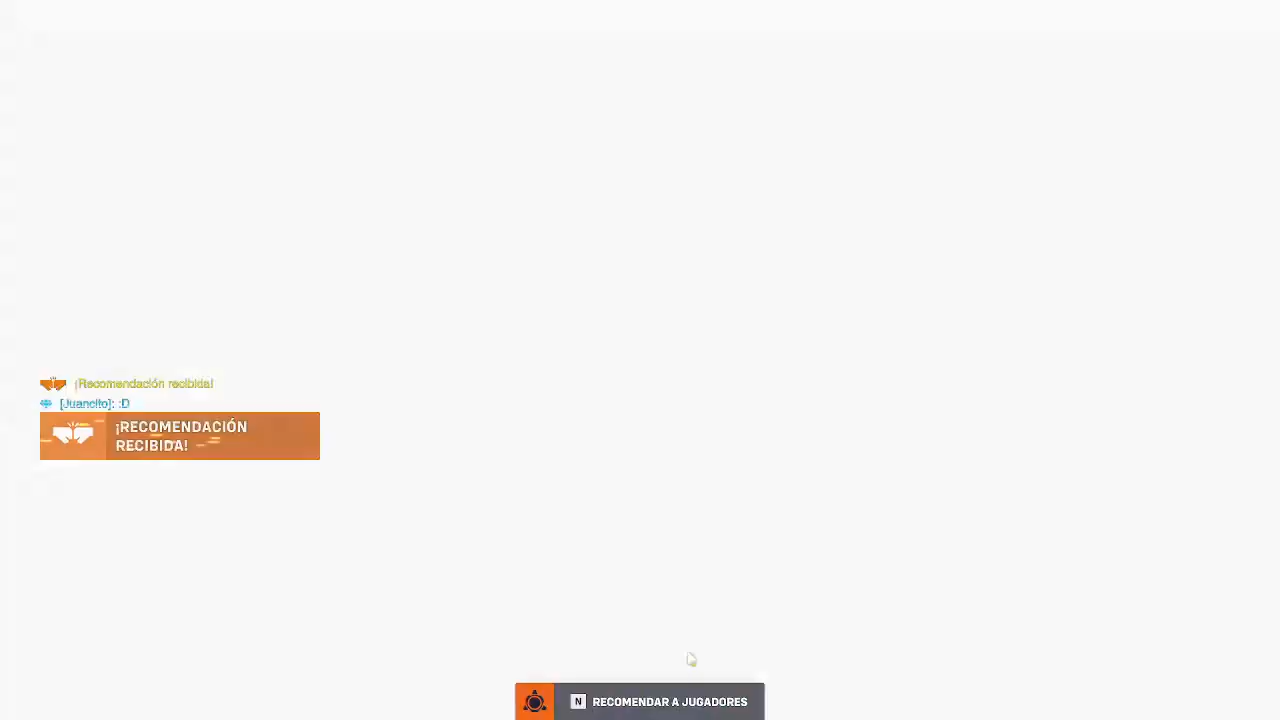 ¡Recomendación recibida!
[Juancito]: :D
¡RECOMENDACIÓN
RECIBIDA!
N RECOMENDAR A JUGADORES